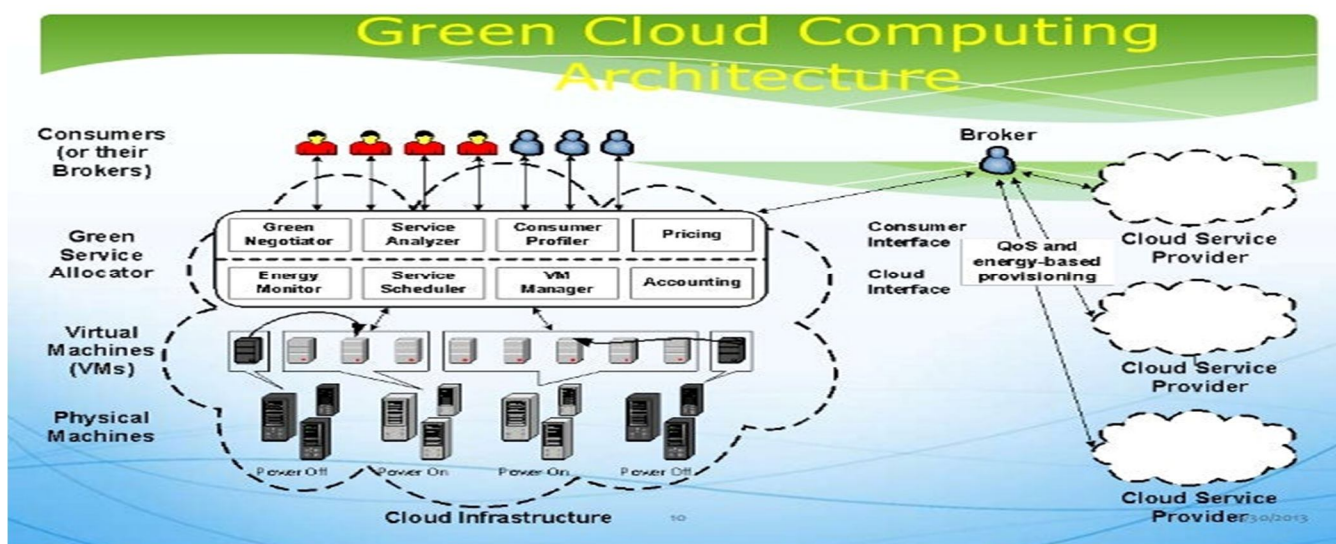 Green Cloud Computing
Architecture
Consumers
(or their
Brokers)
Broker
Green
Service
Allocator
Green
Negotiator
Service
Analyzer
Consumer
Profiler
Pricing
Energy
Monitor
Service
Scheduler
VM
Manager
Accounting
Consumer
Interface
Cloud
Interface
QoS and
energy-based
provisioning
Cloud Service
Provider
Virtual
Machines
(VMs)
Cloud Service
Provider
Physical
Machines
Power Off
Power On
Power On
Power Off
Cloud Infrastructure
10
Cloud Service
Provider
/30/2013